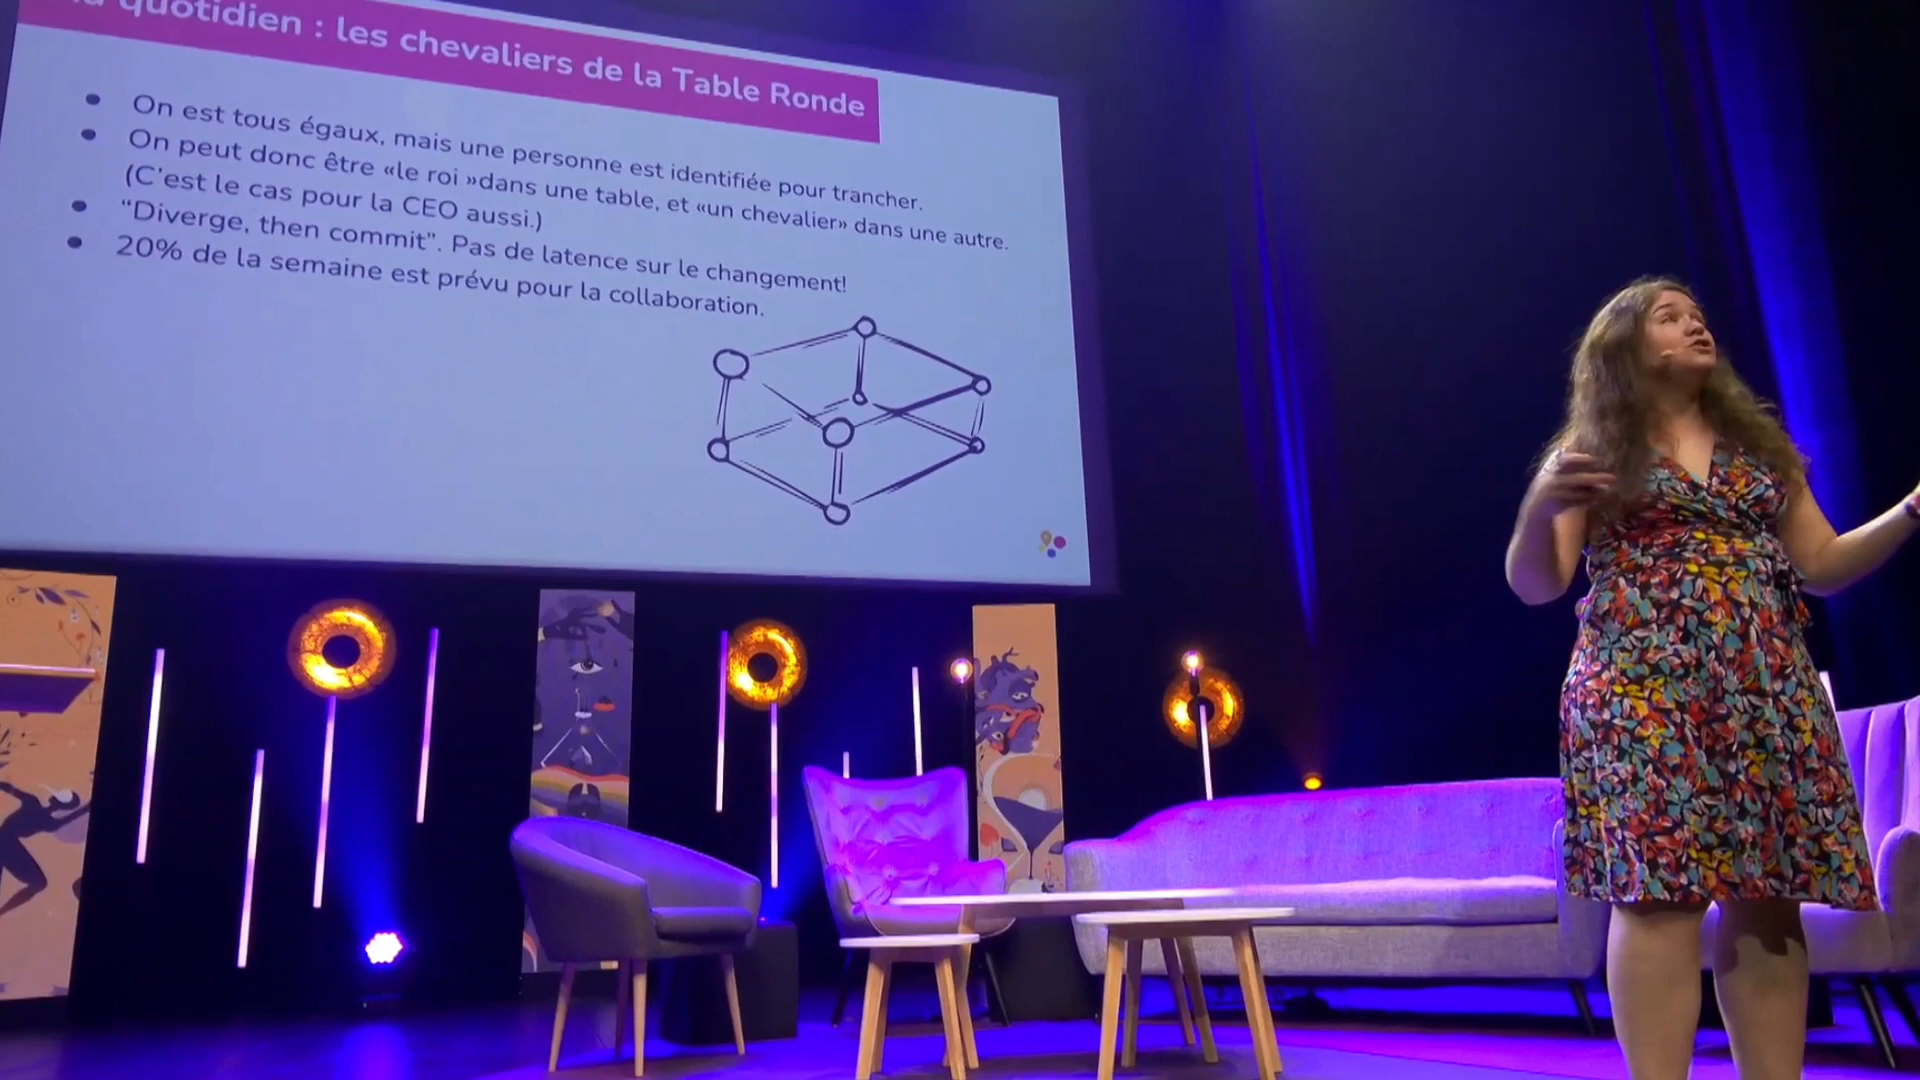 quotidien : les chevaliers de la Table Ronde
On est tous égaux, mais une personne est identifiée pour trancher.
On peut donc être «le roi »dans une table, et «un chevalier» dans une autre.
(C'est le cas pour la CEO aussi.)
“Diverge, then commit”. Pas de latence sur le changement!
20% de la semaine est prévu pour la collaboration.